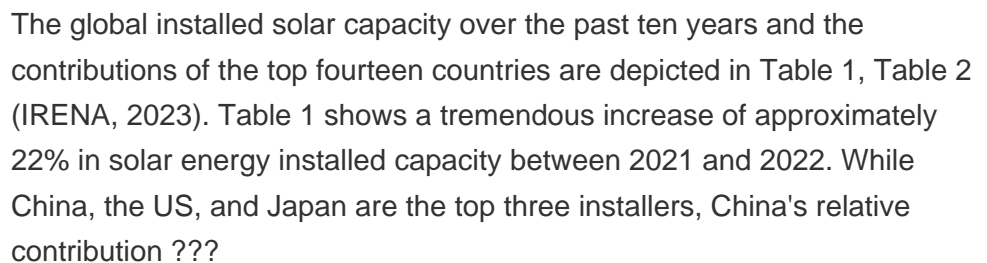 The global installed solar capacity over the past ten years and the
contributions of the top fourteen countries are depicted in Table 1, Table 2
(IRENA, 2023). Table 1 shows a tremendous increase of approximately
22% in solar energy installed capacity between 2021 and 2022. While
China, the US, and Japan are the top three installers, China's relative
contribution ???